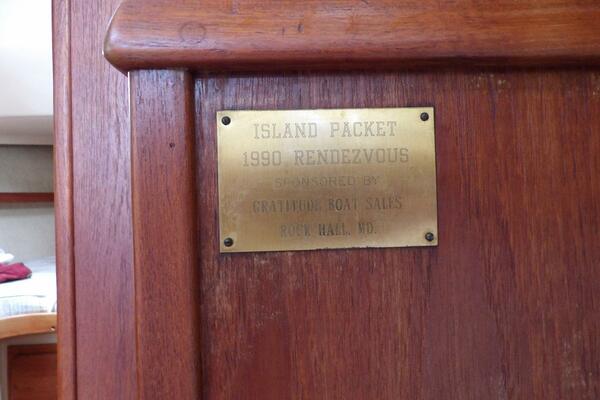 ISLAND PACKET
1990 RENDEZVOUS
SPONSORED BY
GRATITUDE BOAT SALES
ROCK HALL, MD.